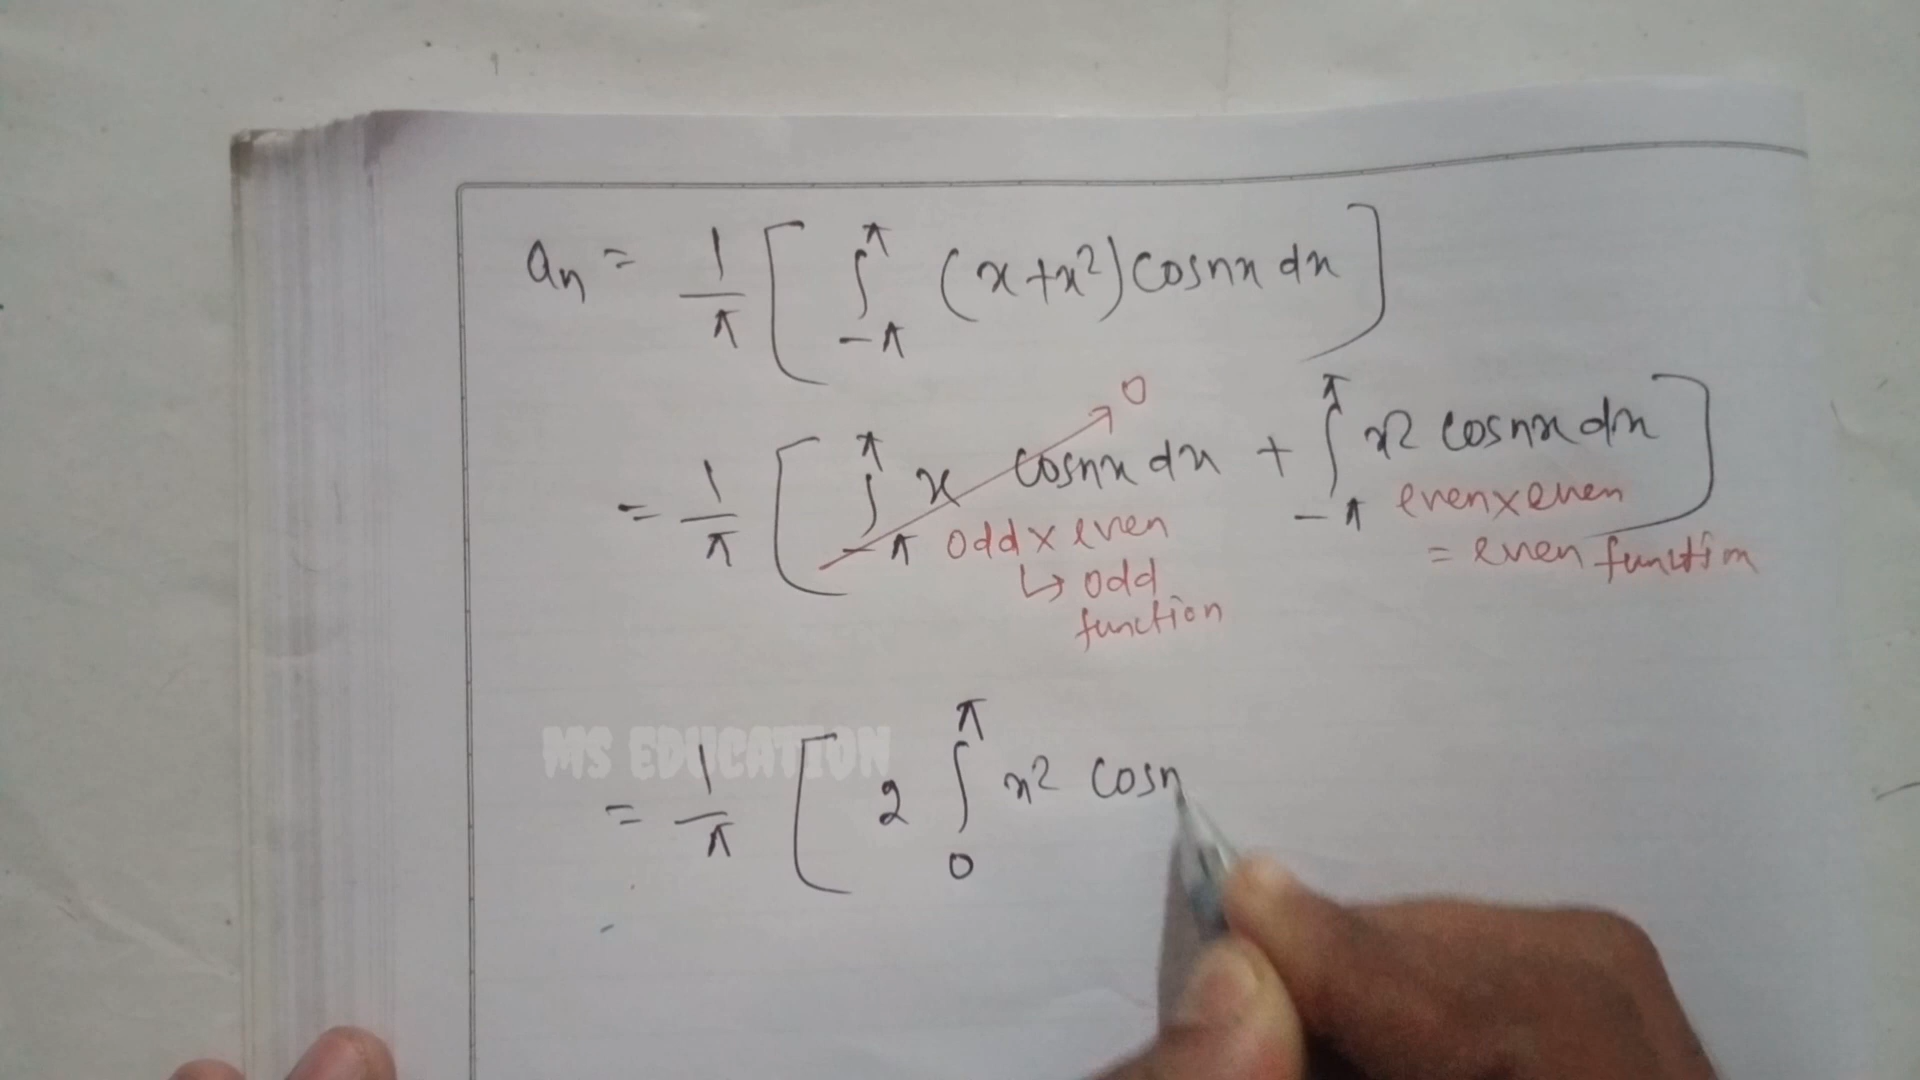 an = 1/π [ ∫_{-π}^{π} (x+x²) cosnx dx ]
= 1/π [ ∫_{-π}^{π} x cosnx dx + ∫_{-π}^{π} x² cosnx dx ]
0
odd x even
↳ odd
function
even x even
= even function
MS EDUCATION
= 1/π [ 2 ∫_{0}^{π} x² cosn